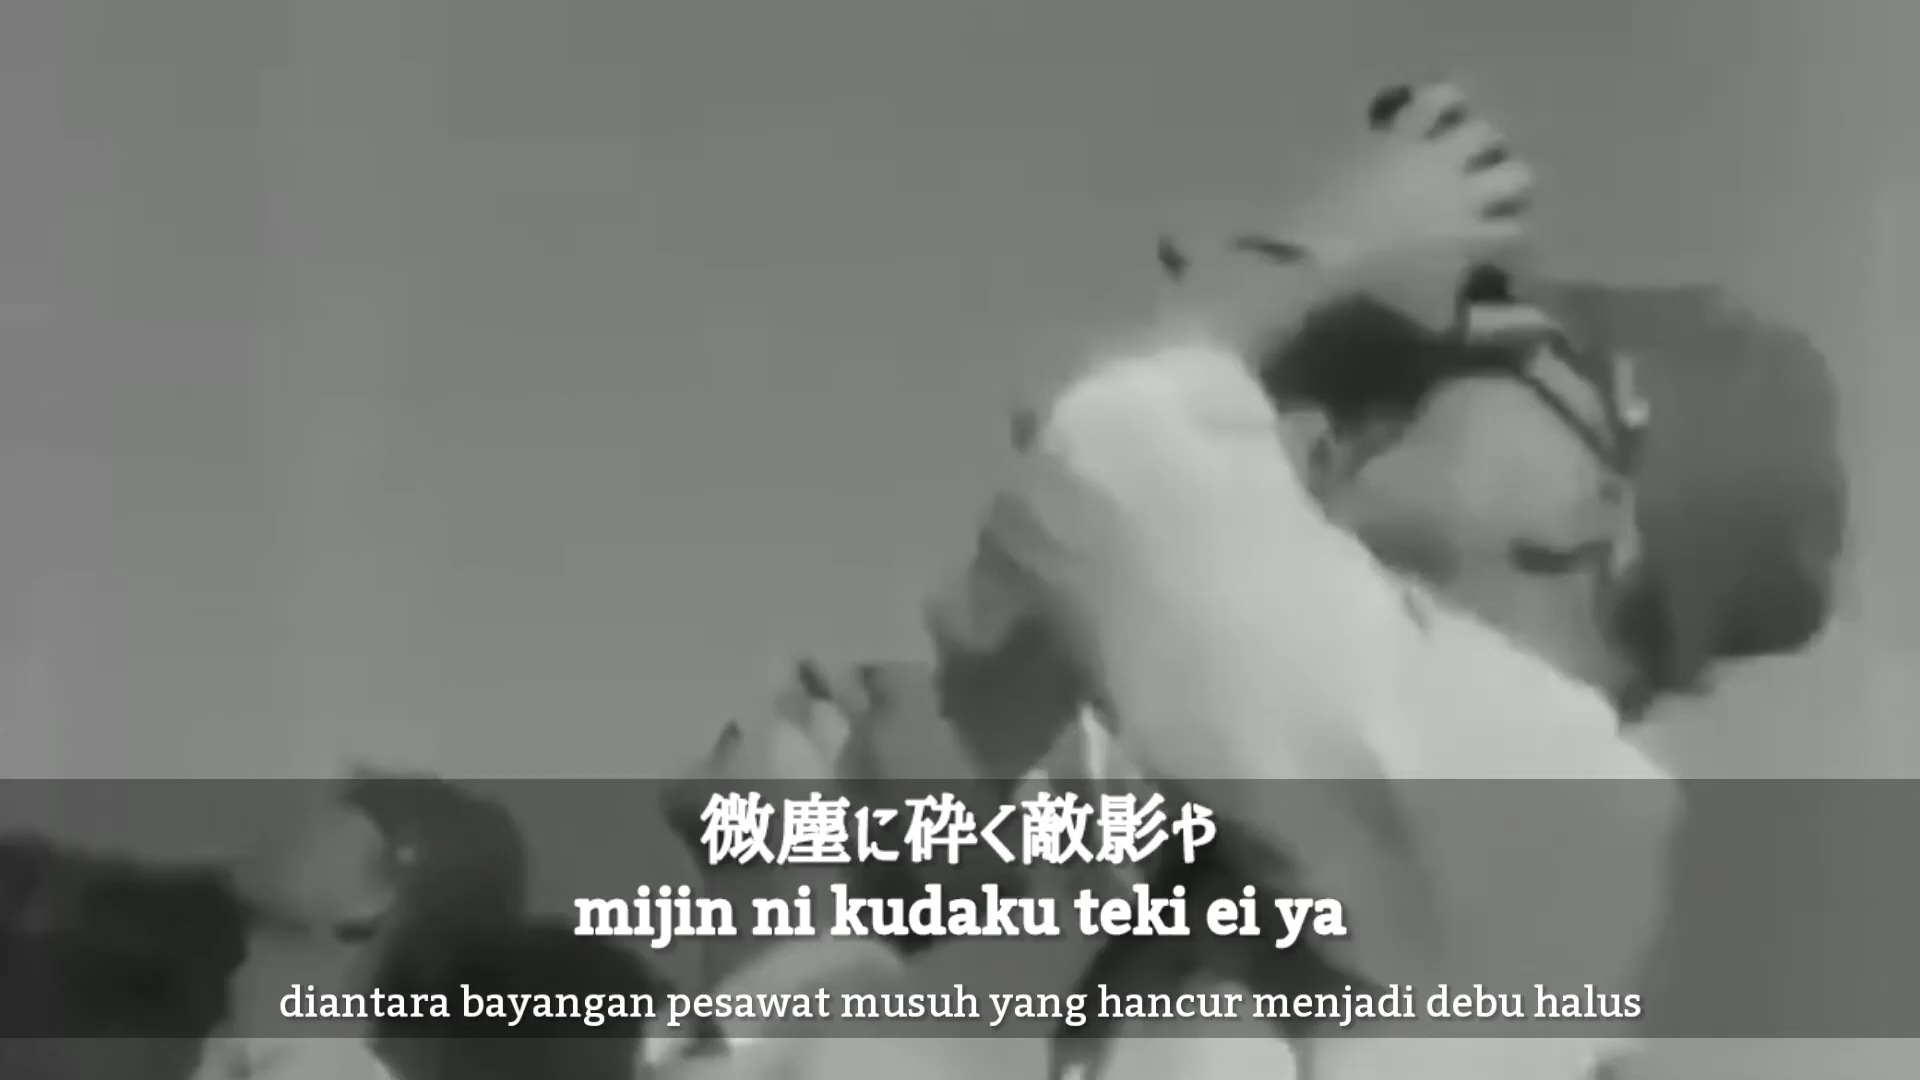 微塵に砕く敵影や
mijin ni kudaku teki ei ya
diantara bayangan pesawat musuh yang hancur menjadi debu halus